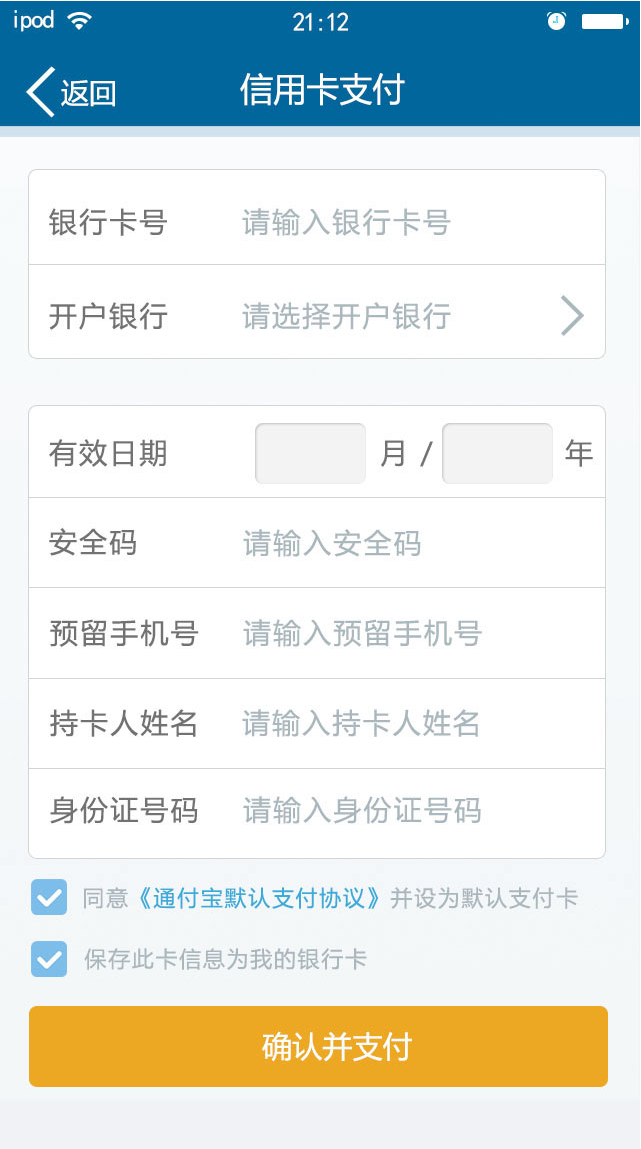 ipod 21:12
返回 信用卡支付
银行卡号 请输入银行卡号
开户银行 请选择开户银行
有效日期 月 / 年
安全码 请输入安全码
预留手机号 请输入预留手机号
持卡人姓名 请输入持卡人姓名
身份证号码 请输入身份证号码
同意《通付宝默认支付协议》并设为默认支付卡
保存此卡信息为我的银行卡
确认并支付